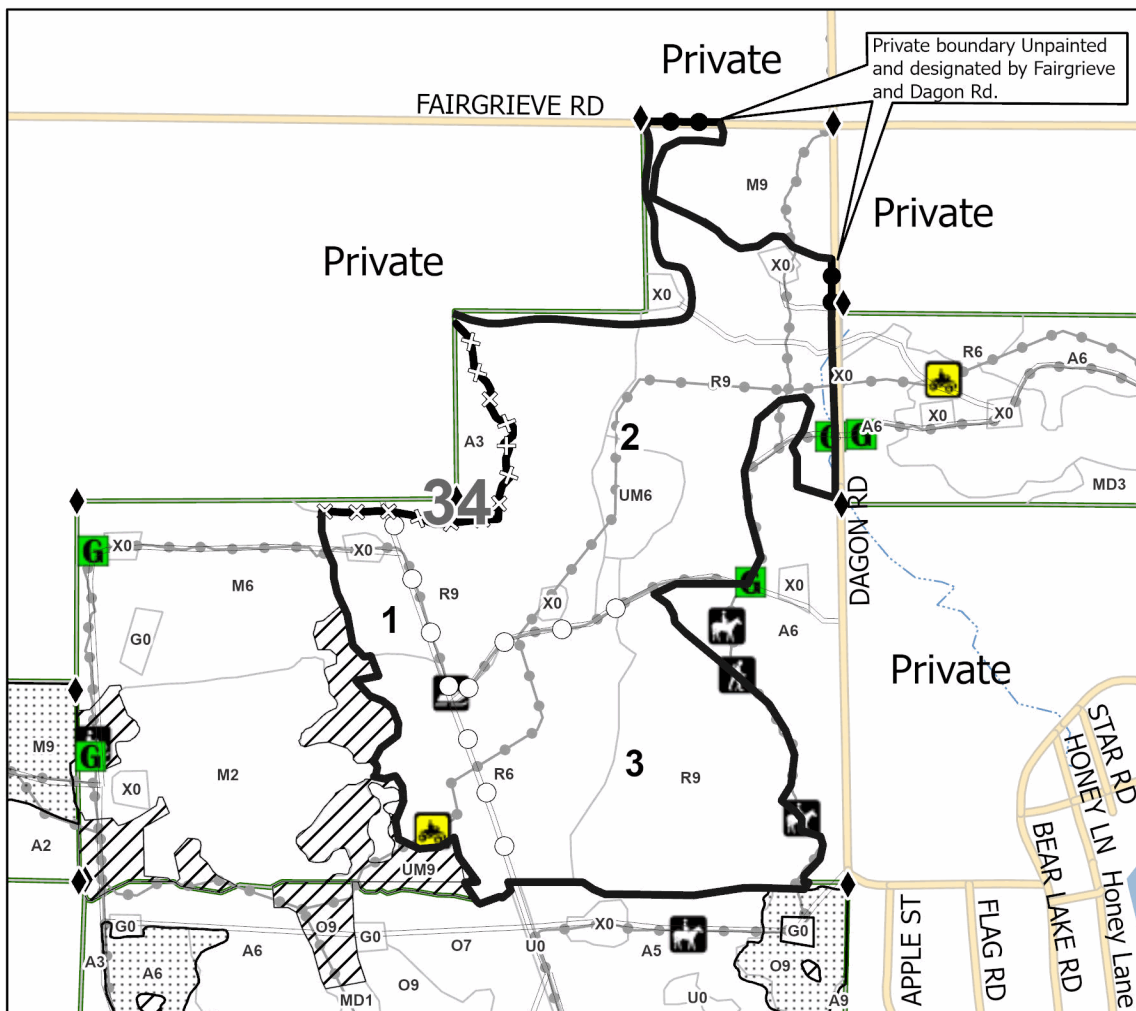 Private boundary Unpainted
and designated by Fairgrieve
and Dagon Rd.
Private
FAIRGRIEVE RD
M9
Private
Private
X0
X0
R6
A6
R9
X0
X0
X0
A3
2
G
G
A6
UM6
34
MD3
DAGON RD
G
X0
X0
M6
R9
1
G
X0
X0
A6
G0
Private
M9
G
M2
X0
R6
3
R9
STAR RD
HONEY LN
A2
BEAR LAKE RD
Honey Lane
UM9
G0
O9
G0
O7
U0
X0
A5
G0
A3
A6
A6
O9
O9
MD1
U0
A9
APPLE ST
FLAG RD